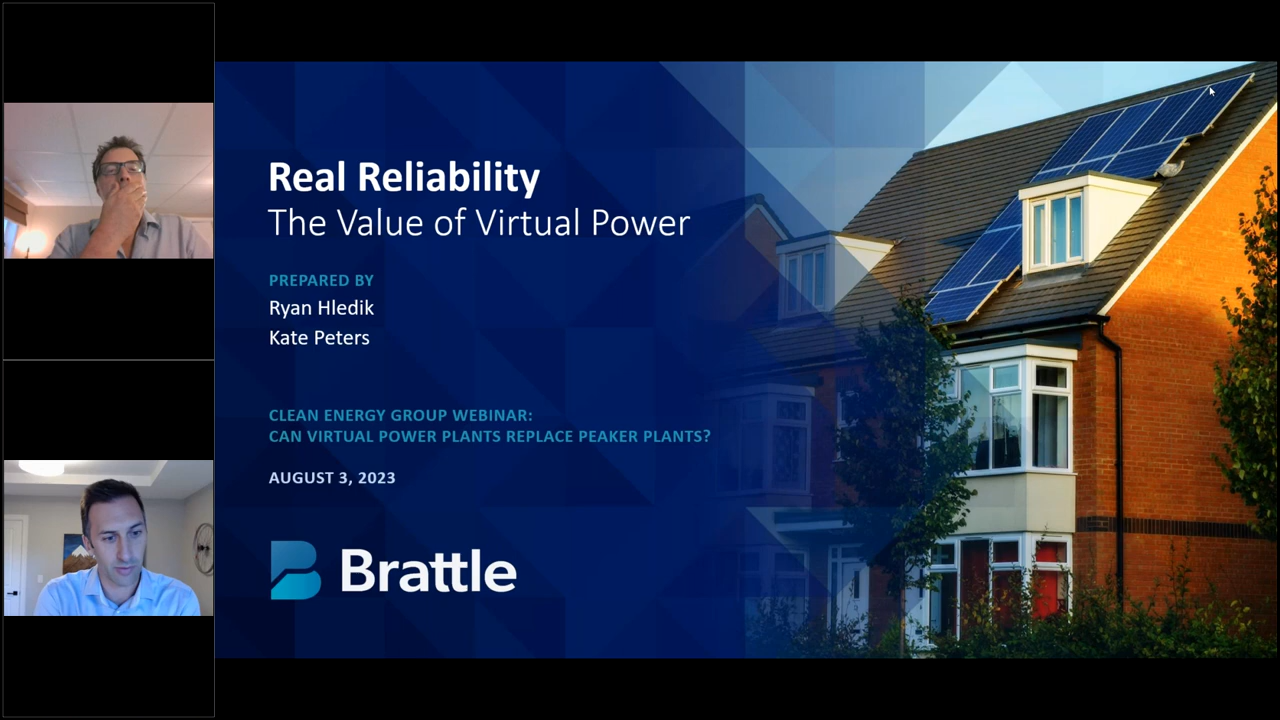 Real Reliability
The Value of Virtual Power
PREPARED BY
Ryan Hledik
Kate Peters
CLEAN ENERGY GROUP WEBINAR:
CAN VIRTUAL POWER PLANTS REPLACE PEAKER PLANTS?
AUGUST 3, 2023
Brattle